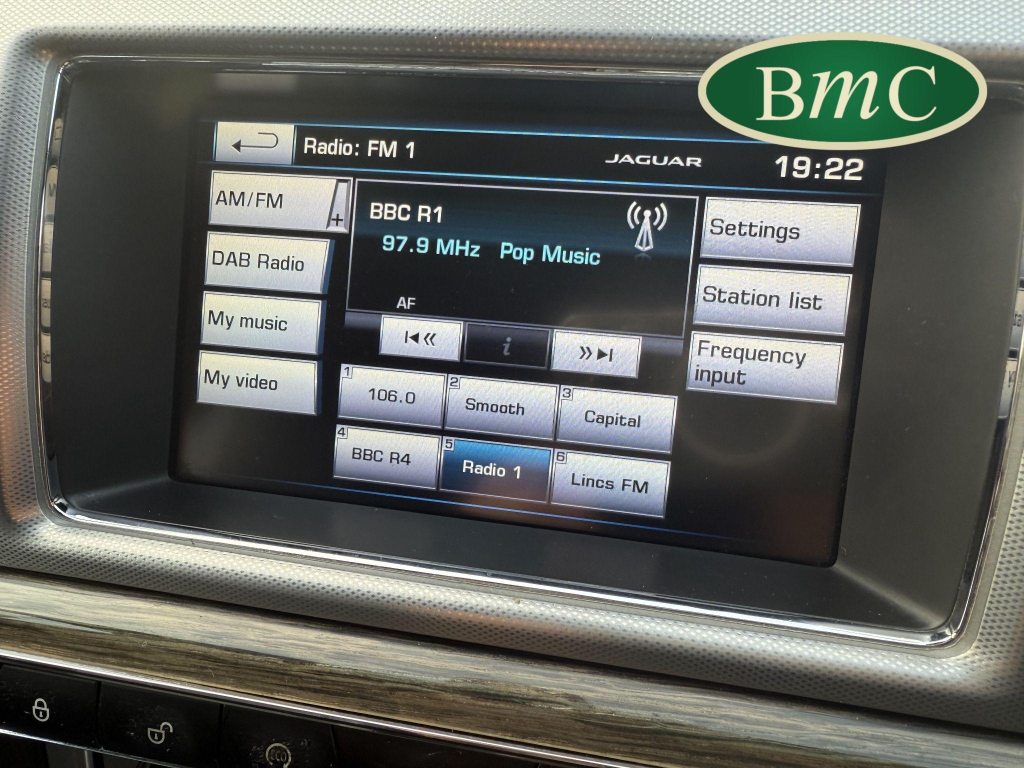 BmC
Radio: FM 1
JAGUAR
19:22
AM/FM
+
DAB Radio
My music
My video
BBC R1
97.9 MHz Pop Music
AF
i
Settings
Station list
Frequency
input
1
106.0
2
Smooth
3
Capital
4
BBC R4
5
Radio 1
6
Lincs FM
ECO